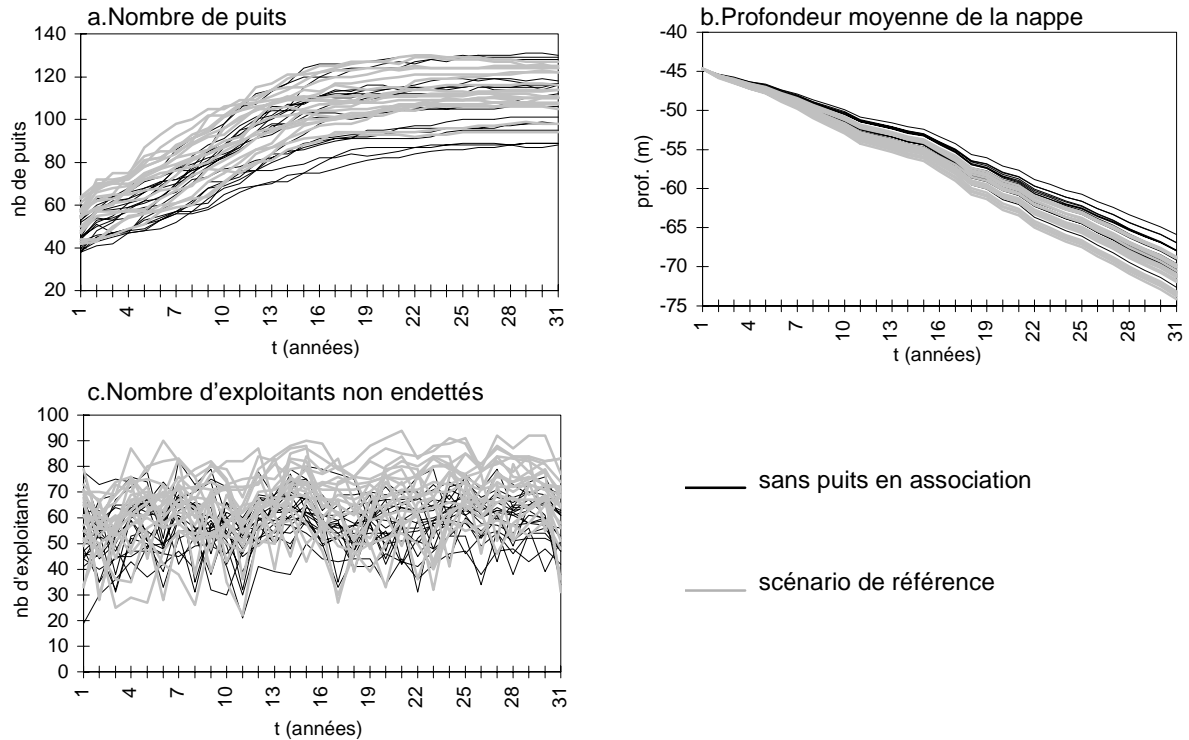 a.Nombre de puits
140
120
100
80
60
40
20
nb de puits
1 4 7 10 13 16 19 22 25 28 31
t (années)
b.Profondeur moyenne de la nappe
-40
-45
-50
-55
-60
-65
-70
-75
prof. (m)
1 4 7 10 13 16 19 22 25 28 31
t (années)
c.Nombre d'exploitants non endettés
100
90
80
70
60
50
40
30
20
10
0
nb d'exploitants
1 4 7 10 13 16 19 22 25 28 31
t (années)
sans puits en association
scénario de référence